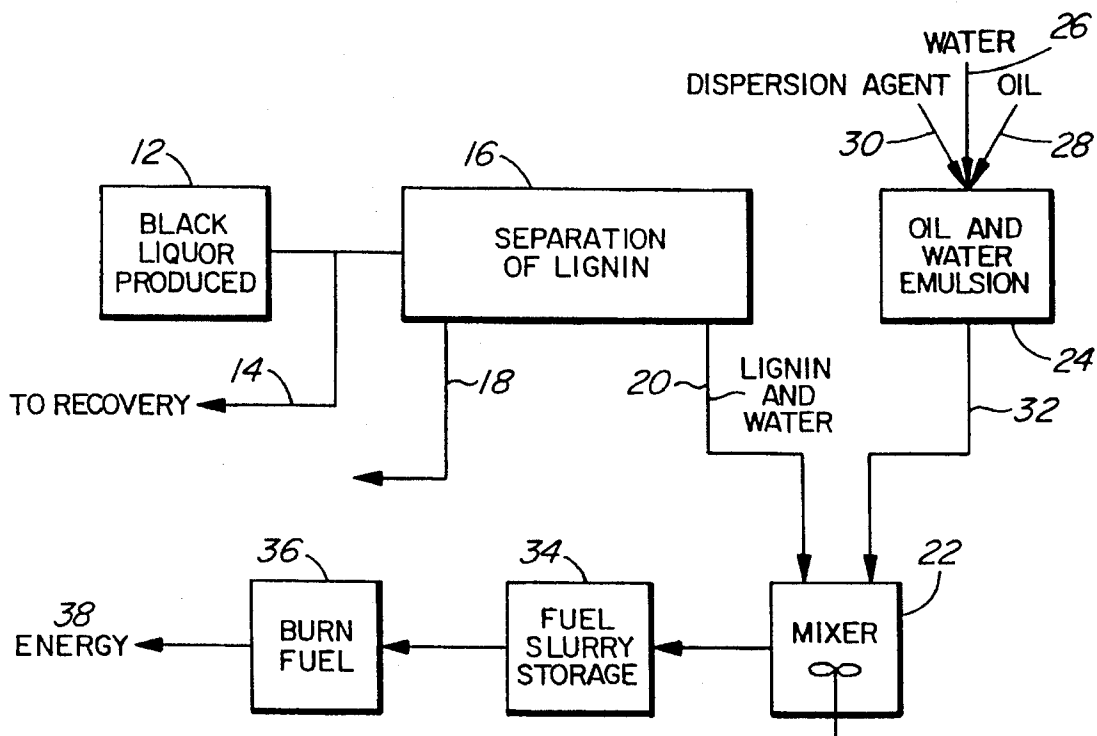 WATER
26
DISPERSION AGENT
OIL
30
28
12
16
BLACK
LIQUOR
PRODUCED
SEPARATION
OF LIGNIN
OIL AND
WATER
EMULSION
24
14
TO RECOVERY
18
20
LIGNIN
AND
WATER
32
36
34
22
38
ENERGY
BURN
FUEL
FUEL
SLURRY
STORAGE
MIXER